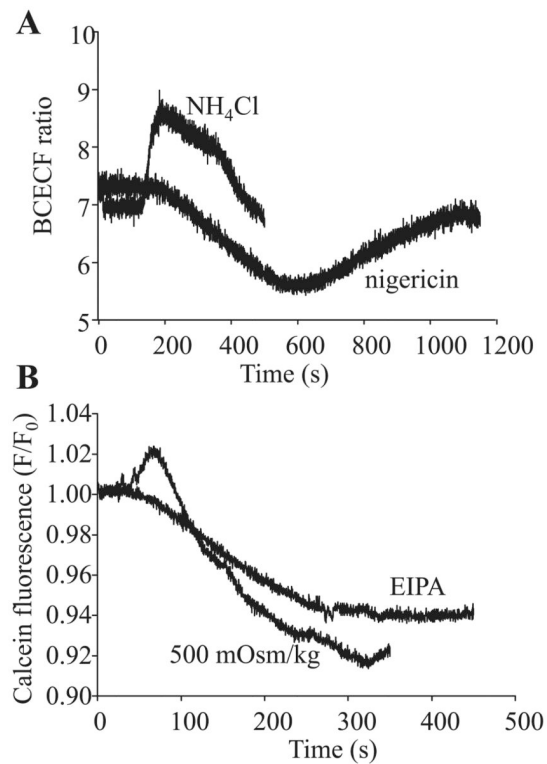 A
BCECF ratio
10
9
8
7
6
5
NH₄Cl
nigericin
0 200 400 600 800 1000 1200
Time (s)
B
Calcein fluorescence (F/F₀)
1.04
1.02
1.00
0.98
0.96
0.94
0.92
0.90
EIPA
500 mOsm/kg
0 100 200 300 400 500
Time (s)